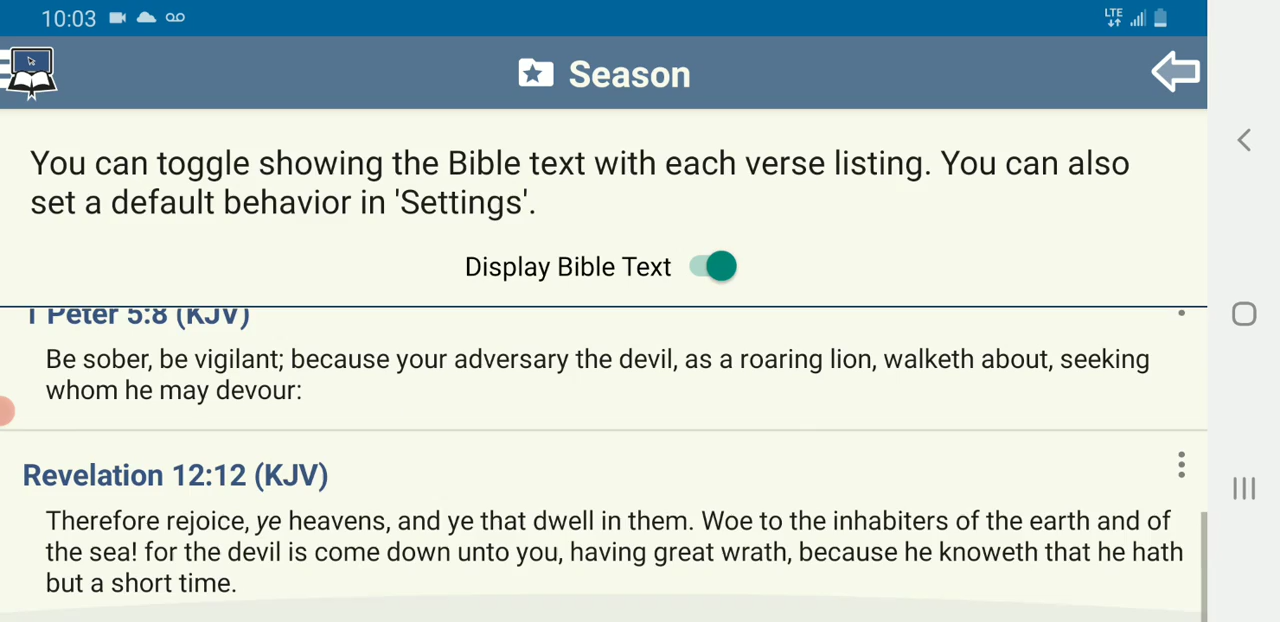 10:03
LTE
Season
You can toggle showing the Bible text with each verse listing. You can also
set a default behavior in 'Settings'.
Display Bible Text
1 Peter 5:8 (KJV)
Be sober, be vigilant; because your adversary the devil, as a roaring lion, walketh about, seeking
whom he may devour:
Revelation 12:12 (KJV)
Therefore rejoice, ye heavens, and ye that dwell in them. Woe to the inhabiters of the earth and of
the sea! for the devil is come down unto you, having great wrath, because he knoweth that he hath
but a short time.